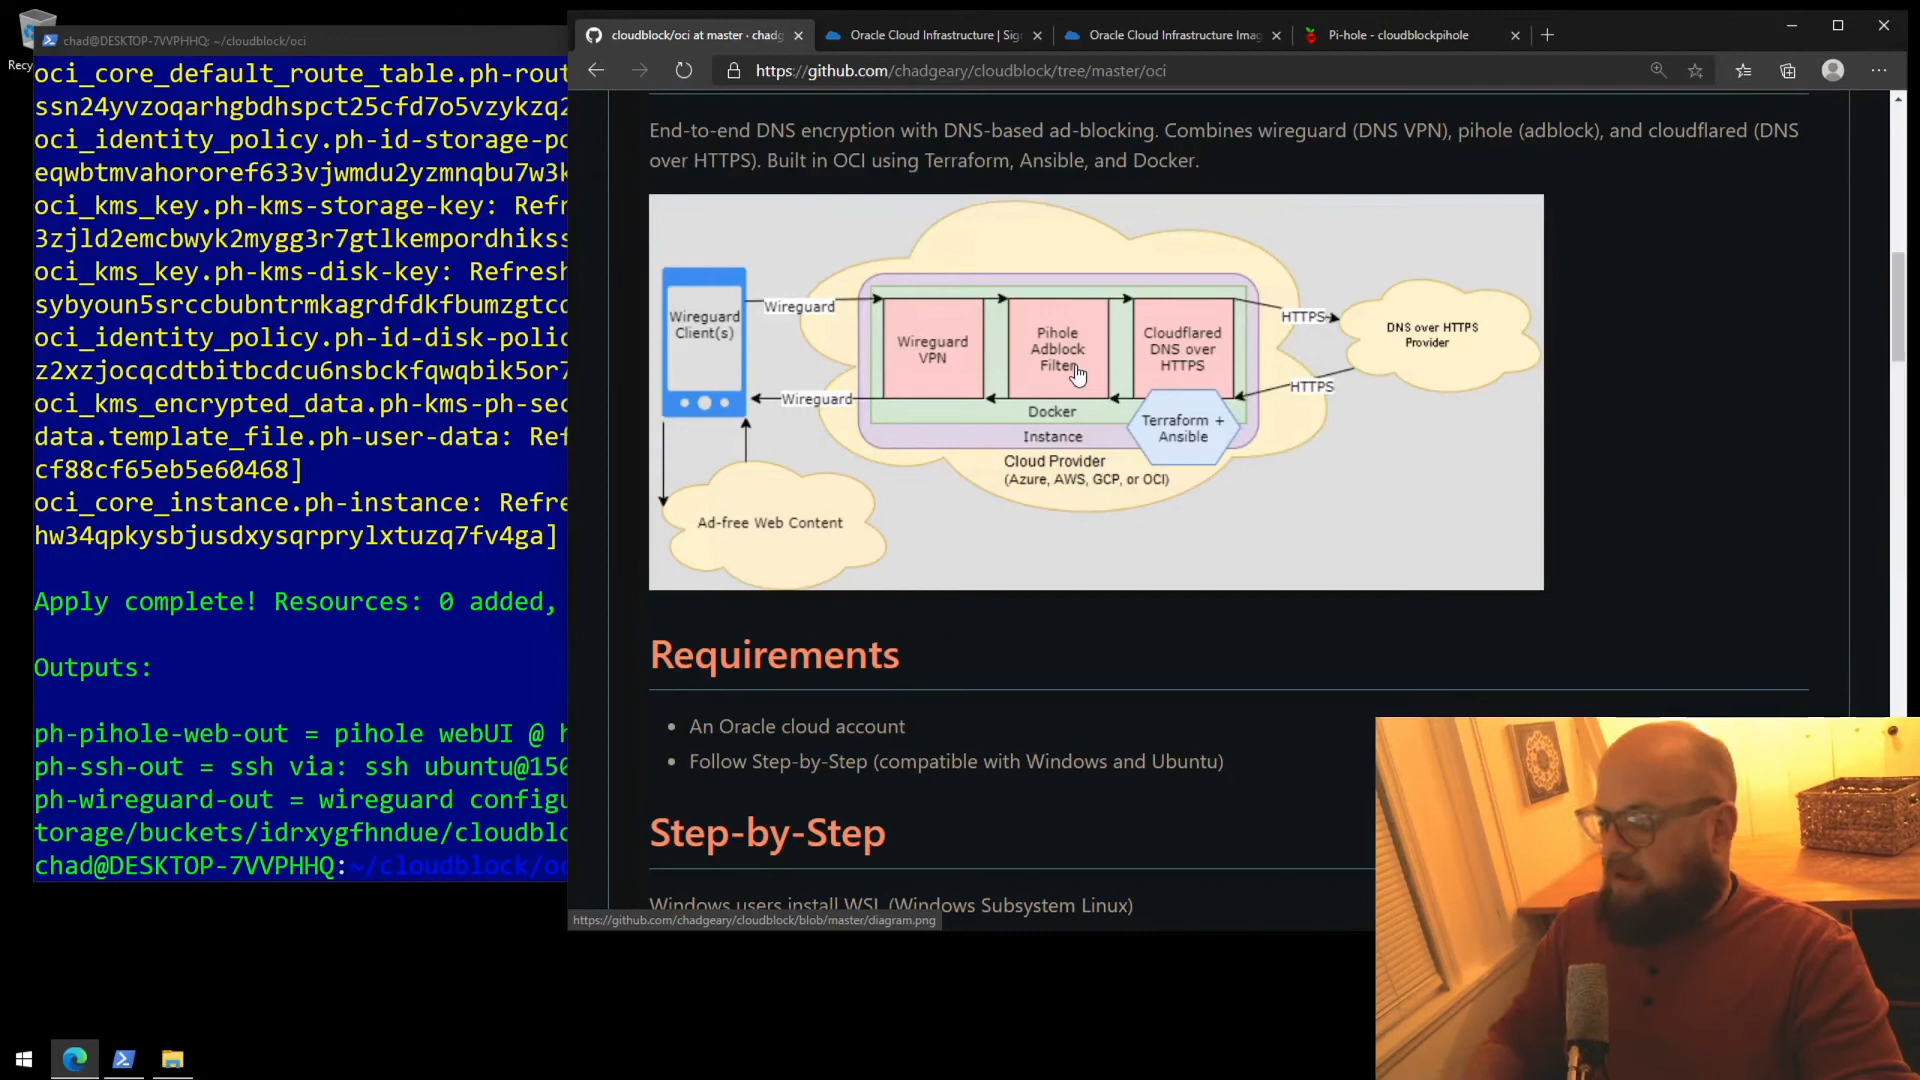 chad@DESKTOP-7VVPHHQ: ~/cloudblock/oci
oci_core_default_route_table.ph-rout
ssn24yvzoqarhgbdhspct25cfd7o5vzykzq2
oci_identity_policy.ph-id-storage-po
eqwbtmvahororef633vjwmdu2yzmnqbu7w3k
oci_kms_key.ph-kms-storage-key: Refr
3zjld2emcbwyk2mygg3r7gtlkempordhikss
oci_kms_key.ph-kms-disk-key: Refresh
sybyoun5srccbubntrmkagrdfdkfbumzgtcd
oci_identity_policy.ph-id-disk-polic
z2xzjocqcdtbitbcdcu6nsbckfqwqbik5or7
oci_kms_encrypted_data.ph-kms-ph-sec
data.template_file.ph-user-data: Ref
cf88cf65eb5e60468]
oci_core_instance.ph-instance: Refre
hw34qpkysbjusdxysqrprylxtuzq7fv4ga]
Apply complete! Resources: 0 added,
Outputs:
ph-pihole-web-out = pihole webUI @ h
ph-ssh-out = ssh via: ssh ubuntu@150
ph-wireguard-out = wireguard configu
torage/buckets/idrxygfhndue/cloudblo
chad@DESKTOP-7VVPHHQ:~/cloudblock/oc
cloudblock/oci at master · chadg
Oracle Cloud Infrastructure | Sig
Oracle Cloud Infrastructure Imag
Pi-hole - cloudblockpihole
https://github.com/chadgeary/cloudblock/tree/master/oci
End-to-end DNS encryption with DNS-based ad-blocking. Combines wireguard (DNS VPN), pihole (adblock), and cloudflared (DNS
over HTTPS). Built in OCI using Terraform, Ansible, and Docker.
Wireguard
Client(s)
Wireguard
Wireguard
VPN
Pihole
Adblock
Filter
Cloudflared
DNS over
HTTPS
HTTPS
DNS over HTTPS
Provider
HTTPS
Wireguard
Docker
Instance
Terraform +
Ansible
Cloud Provider
(Azure, AWS, GCP, or OCI)
Ad-free Web Content
Requirements
An Oracle cloud account
Follow Step-by-Step (compatible with Windows and Ubuntu)
Step-by-Step
Windows users install WSL (Windows Subsystem Linux)
https://github.com/chadgeary/cloudblock/blob/master/diagram.png